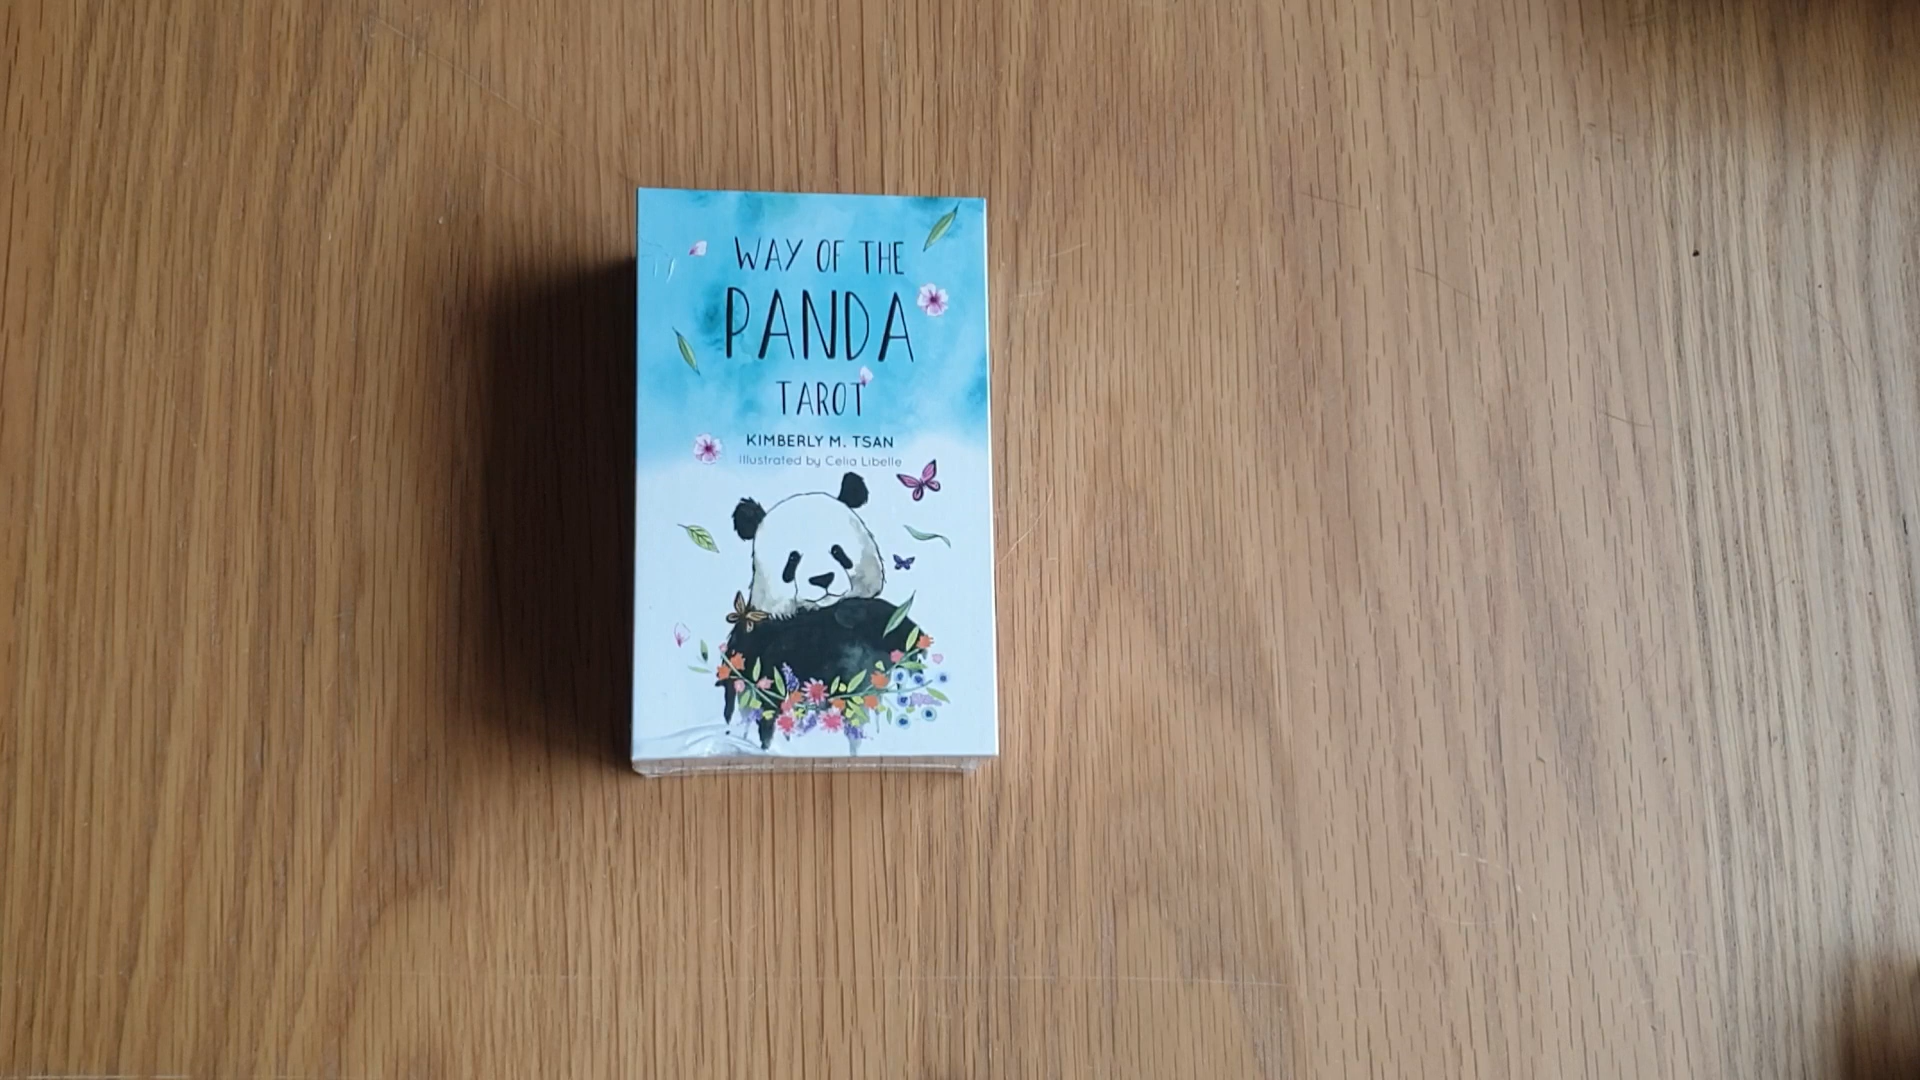 WAY OF THE
PANDA
TAROT
KIMBERLY M. TSAN
Illustrated by Celia Libelle